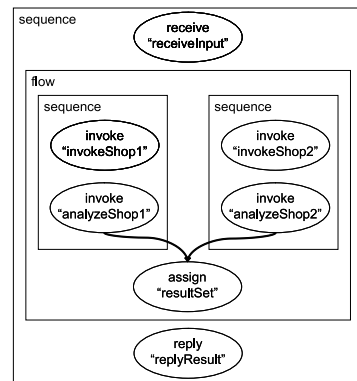 sequence
receive
“receiveInput”
flow
sequence
invoke
“invokeShop1”
invoke
“analyzeShop1”
sequence
invoke
“invokeShop2”
invoke
“analyzeShop2”
assign
“resultSet”
reply
“replyResult”